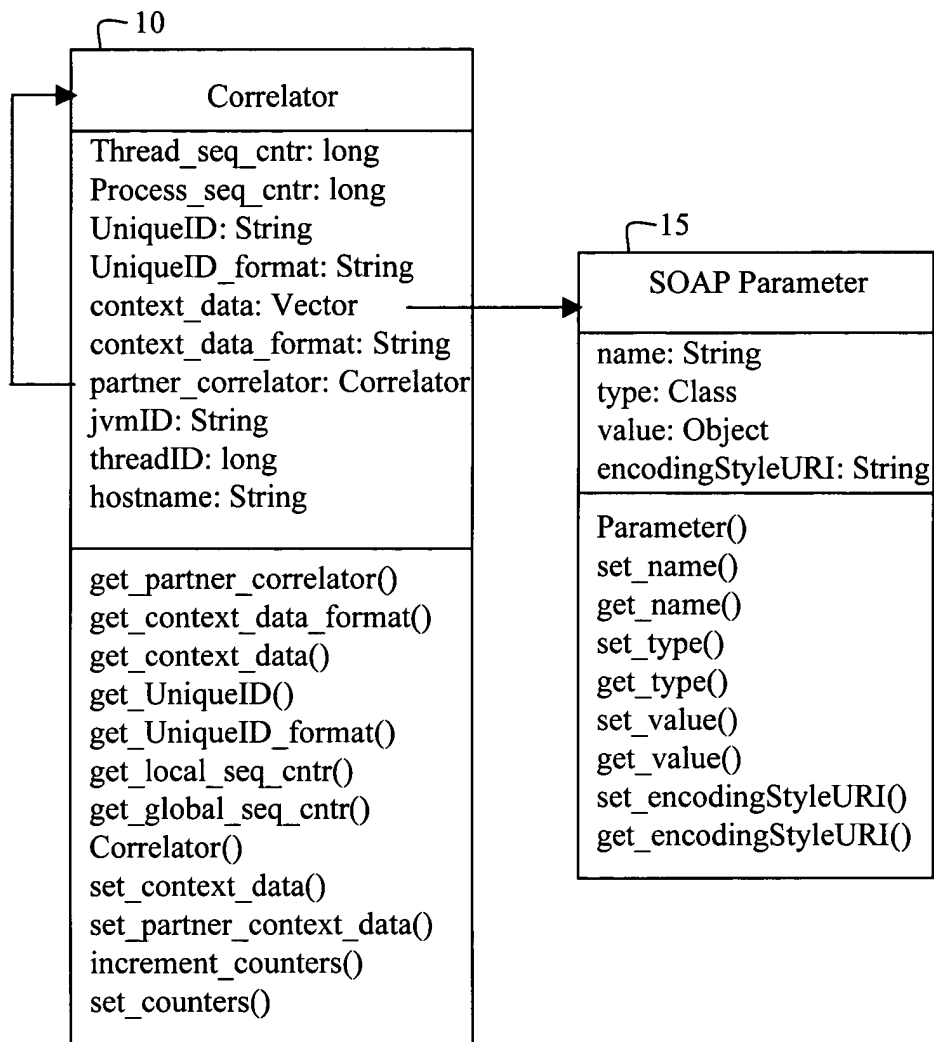 10
Correlator
Thread_seq_cntr: long
Process_seq_cntr: long
UniqueID: String
UniqueID_format: String
context_data: Vector
context_data_format: String
partner_correlator: Correlator
jvmID: String
threadID: long
hostname: String
get_partner_correlator()
get_context_data_format()
get_context_data()
get_UniqueID()
get_UniqueID_format()
get_local_seq_cntr()
get_global_seq_cntr()
Correlator()
set_context_data()
set_partner_context_data()
increment_counters()
set_counters()
15
SOAP Parameter
name: String
type: Class
value: Object
encodingStyleURI: String
Parameter()
set_name()
get_name()
set_type()
get_type()
set_value()
get_value()
set_encodingStyleURI()
get_encodingStyleURI()